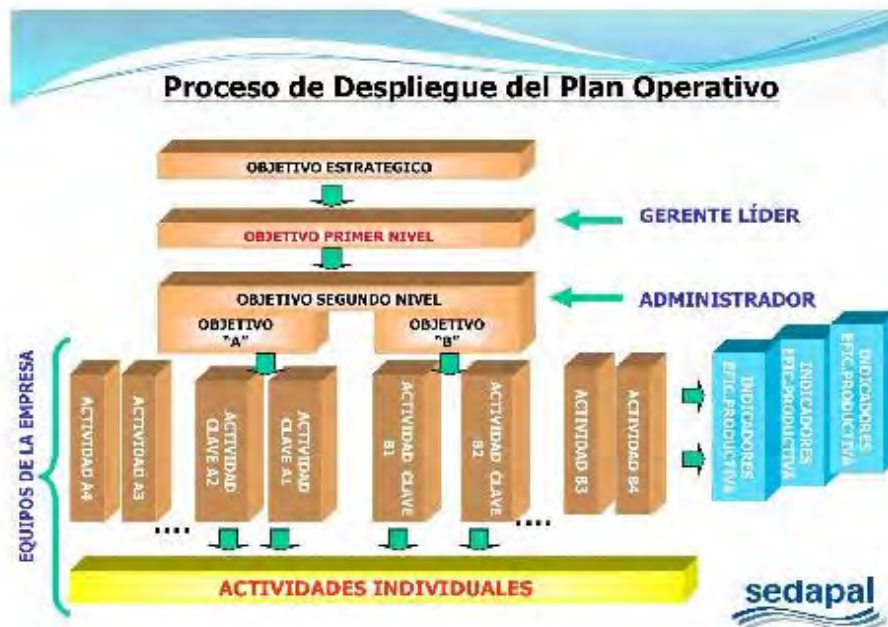 Proceso de Despliegue del Plan Operativo
OBJETIVO ESTRATEGICO
OBJETIVO PRIMER NIVEL
GERENTE LÍDER
OBJETIVO SEGUNDO NIVEL
ADMINISTRADOR
OBJETIVO
"A"
OBJETIVO
"B"
EQUIPOS DE LA EMPRESA
ACTIVIDAD A4
ACTIVIDAD A3
ACTIVIDAD
CLAVE A2
ACTIVIDAD
CLAVE A1
ACTIVIDAD CLAVE
B1
ACTIVIDAD CLAVE
B2
ACTIVIDAD B3
ACTIVIDAD B4
INDICADORES
EFIC.PRODUCTIVA
INDICADORES
EFIC.PRODUCTIVA
INDICADORES
EFIC.PRODUCTIVA
....
....
ACTIVIDADES INDIVIDUALES
sedapal